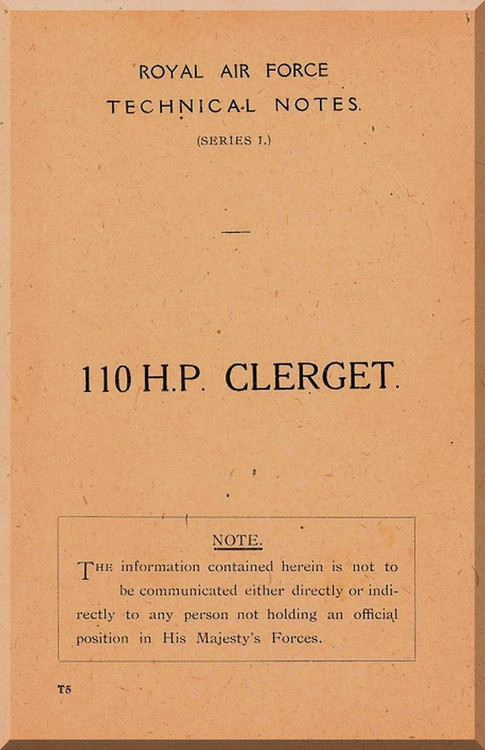 ROYAL AIR FORCE
TECHNICAL NOTES.
(SERIES I.)
110 H.P. CLERGET.
NOTE.
THE information contained herein is not to
be communicated either directly or indi-
rectly to any person not holding an official
position in His Majesty's Forces.
T5